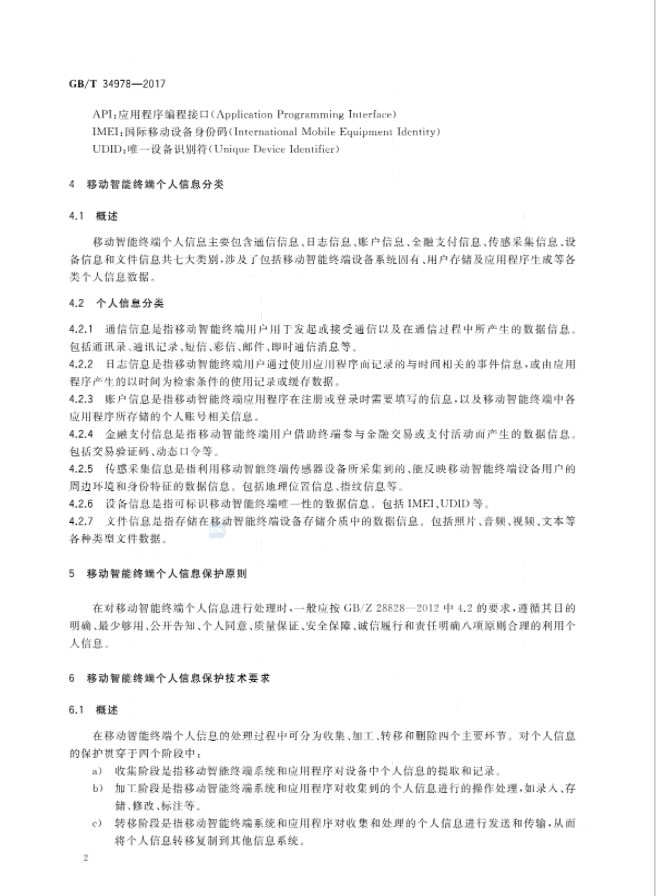 GB/T 34978—2017
API:应用程序编程接口(Application Programming Interface)
IMEI:国际移动设备身份码(International Mobile Equipment Identity)
UDID:唯一设备识别符(Unique Device Identifier)
4 移动智能终端个人信息分类
4.1 概述
移动智能终端个人信息主要包含通信信息、日志信息、账户信息、金融支付信息、传感采集信息、设
备信息和文件信息共七大类别,涉及了包括移动智能终端设备系统固有、用户存储及应用程序生成等各
类个人信息数据。
4.2 个人信息分类
4.2.1 通信信息是指移动智能终端用户用于发起或接受通信以及在通信过程中所产生的数据信息。
包括通讯录、通讯记录、短信、彩信、邮件、即时通信消息等。
4.2.2 日志信息是指移动智能终端用户通过使用应用程序而记录的与时间相关的事件信息,或由应用
程序产生的以时间为检索条件的使用记录或缓存数据。
4.2.3 账户信息是指移动智能终端应用程序在注册或登录时需要填写的信息,以及移动智能终端中各
应用程序所存储的个人账号相关信息。
4.2.4 金融支付信息是指移动智能终端用户借助终端参与金融交易或支付活动而产生的数据信息。
包括交易验证码、动态口令等。
4.2.5 传感采集信息是指利用移动智能终端传感器设备所采集到的、能反映移动智能终端设备用户的
周边环境和身份特征的数据信息。包括地理位置信息、指纹信息等。
4.2.6 设备信息是指可标识移动智能终端唯一性的数据信息。包括 IMEI,UDID 等。
4.2.7 文件信息是指存储在移动智能终端设备存储介质中的数据信息。包括照片、音频、视频、文本等
各种类型文件数据。
5 移动智能终端个人信息保护原则
在对移动智能终端个人信息进行处理时,一般应按 GB/Z 28828—2012 中 4.2 的要求,遵循其目的
明确、最少够用、公开告知、个人同意、质量保证、安全保障、诚信履行和责任明确八项原则合理的利用个
人信息。
6 移动智能终端个人信息保护技术要求
6.1 概述
在移动智能终端个人信息的处理过程中可分为收集、加工、转移和删除四个主要环节。对个人信息
的保护贯穿于四个阶段中:
a) 收集阶段是指移动智能终端系统和应用程序对设备中个人信息的提取和记录。
b) 加工阶段是指移动智能终端系统和应用程序对收集到的个人信息进行的操作处理,如录入、存
储、修改、标注等。
c) 转移阶段是指移动智能终端系统和应用程序对收集和处理的个人信息进行发送和传输,从而
将个人信息转移复制到其他信息系统。
2